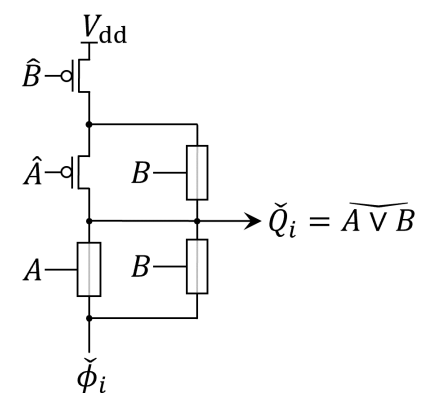 V_dd
B̂
Â B
Q̌_i = A ∨ B̌
A B
ϕ̌_i